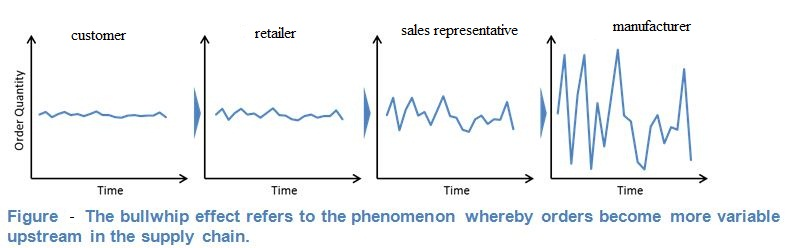 customer
retailer
sales representative
manufacturer
Order Quantity
Time
Time
Time
Time
Figure - The bullwhip effect refers to the phenomenon whereby orders become more variable
upstream in the supply chain.